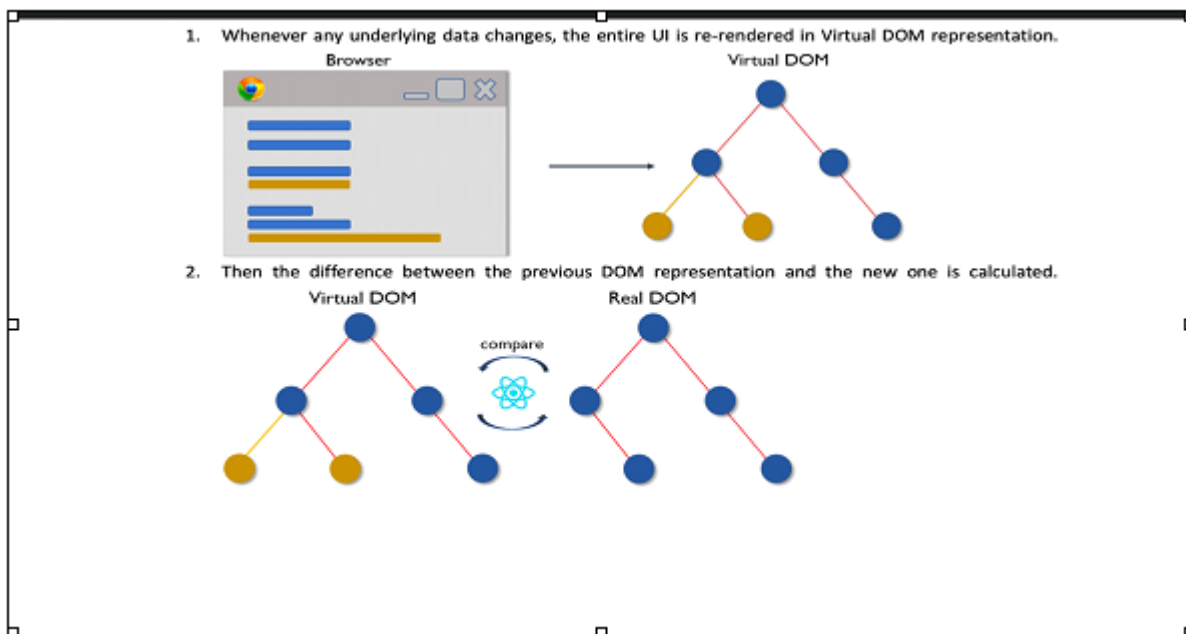 1. Whenever any underlying data changes, the entire UI is re-rendered in Virtual DOM representation.
Browser
Virtual DOM
2. Then the difference between the previous DOM representation and the new one is calculated.
Virtual DOM
Real DOM
compare